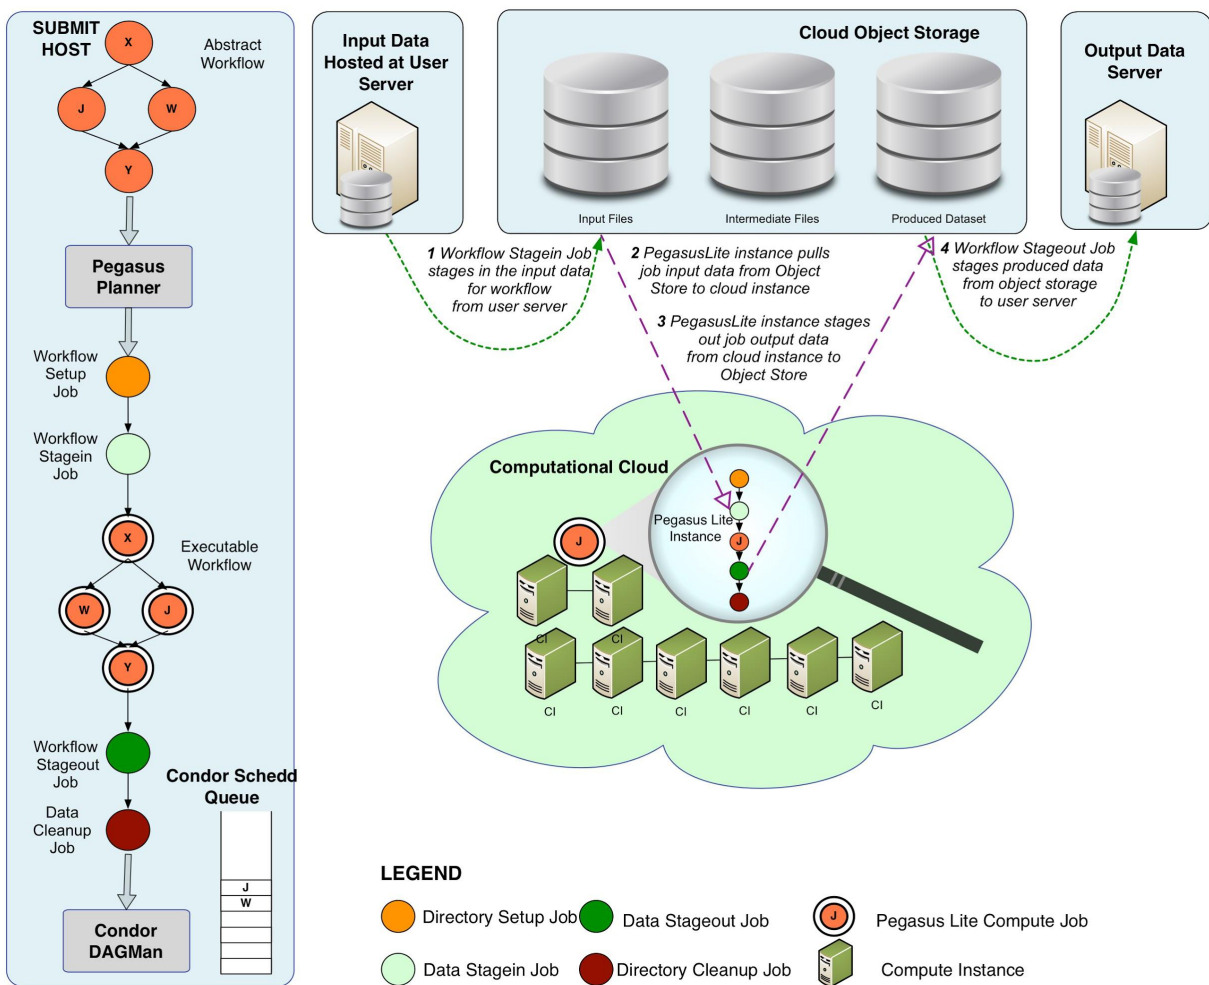 SUBMIT
HOST
X
Abstract
Workflow
J
W
Y
Pegasus
Planner
Workflow
Setup
Job
Workflow
Stagein
Job
X
Executable
Workflow
W
J
Y
Workflow
Stageout
Job
Condor Schedd
Queue
Data
Cleanup
Job
J
W
Condor
DAGMan
Input Data
Hosted at User
Server
Cloud Object Storage
Input Files
Intermediate Files
Produced Dataset
Output Data
Server
1 Workflow Stagein Job
stages in the input data
for workflow
from user server
2 PegasusLite instance pulls
job input data from Object
Store to cloud instance
3 PegasusLite instance stages
out job output data
from cloud instance to
Object Store
4 Workflow Stageout Job
stages produced data
from object storage
to user server
Computational Cloud
Pegasus Lite
Instance
J
J
CI
CI
CI
CI
CI
CI
CI
CI
LEGEND
Directory Setup Job
Data Stageout Job
J
Pegasus Lite Compute Job
Data Stagein Job
Directory Cleanup Job
Compute Instance